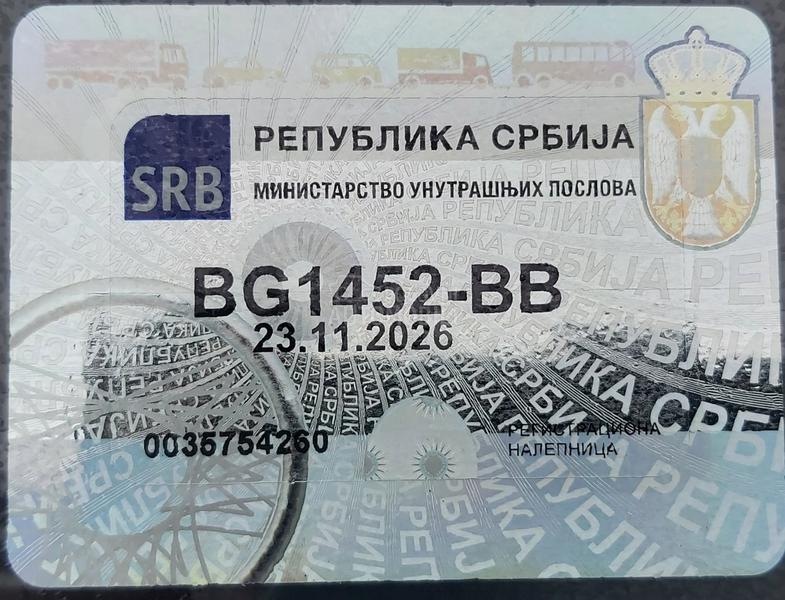 SRB
РЕПУБЛИКА СРБИЈА
МИНИСТАРСТВО УНУТРАШЊИХ ПОСЛОВА
BG1452-BB
23.11.2026
0035754260
РЕГИСТРАЦИОНА
НАЛЕПНИЦА